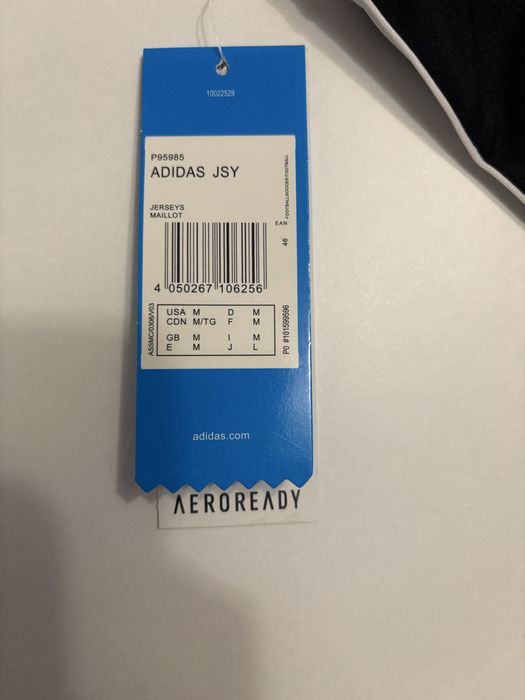 10022529
P95985
ADIDAS JSY
JERSEYS
MAILLOT
EAN
FOOTBALL/SOCCER/FOOTBALL
46
4 050267 106256
USA M D M
CDN M/TG F M
GB M I M
E M J L
ASSMC/0306/V03
PO #101599596
adidas.com
AEROREADY